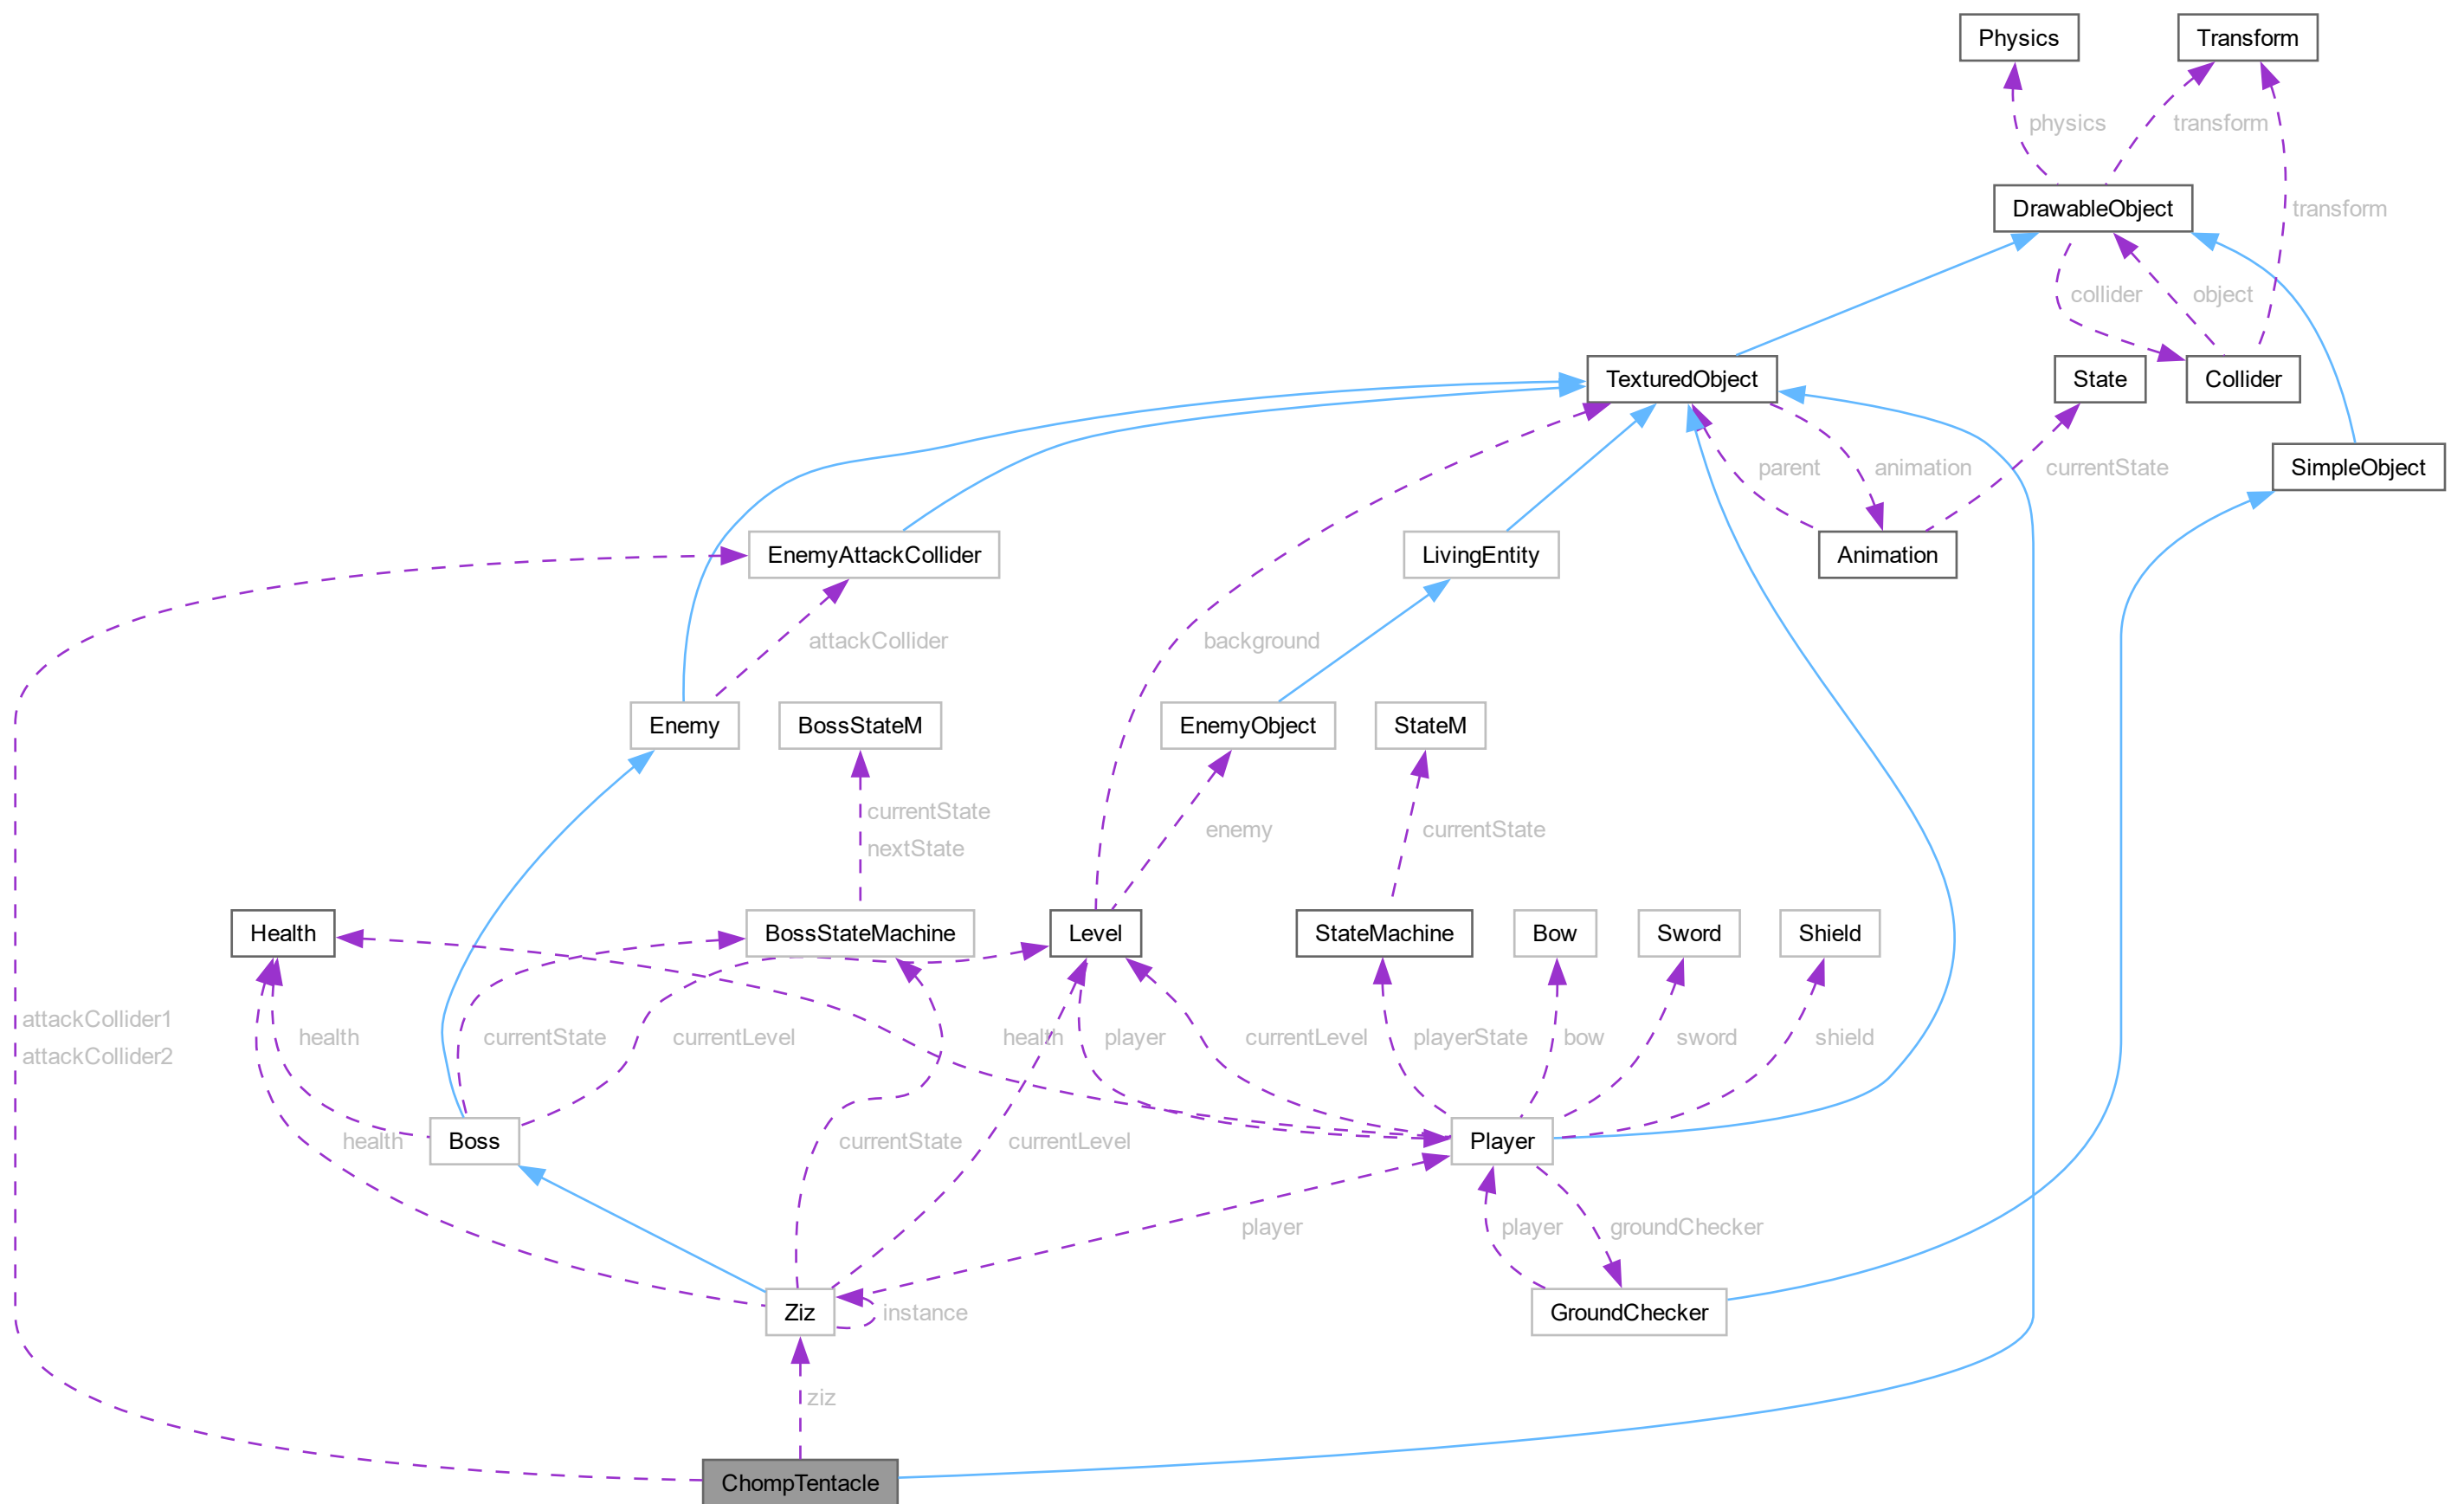 Physics
Transform
physics
transform
DrawableObject
transform
collider
object
TexturedObject
State
Collider
parent
animation
currentState
SimpleObject
EnemyAttackCollider
LivingEntity
Animation
attackCollider
background
Enemy
BossStateM
EnemyObject
StateM
currentState
nextState
enemy
currentState
Health
BossStateMachine
Level
StateMachine
Bow
Sword
Shield
attackCollider1
attackCollider2
health
currentState
currentLevel
health
player
currentLevel
playerState
bow
sword
shield
Boss
health
currentState
currentLevel
Player
player
player
groundChecker
Ziz
instance
GroundChecker
ziz
ChompTentacle